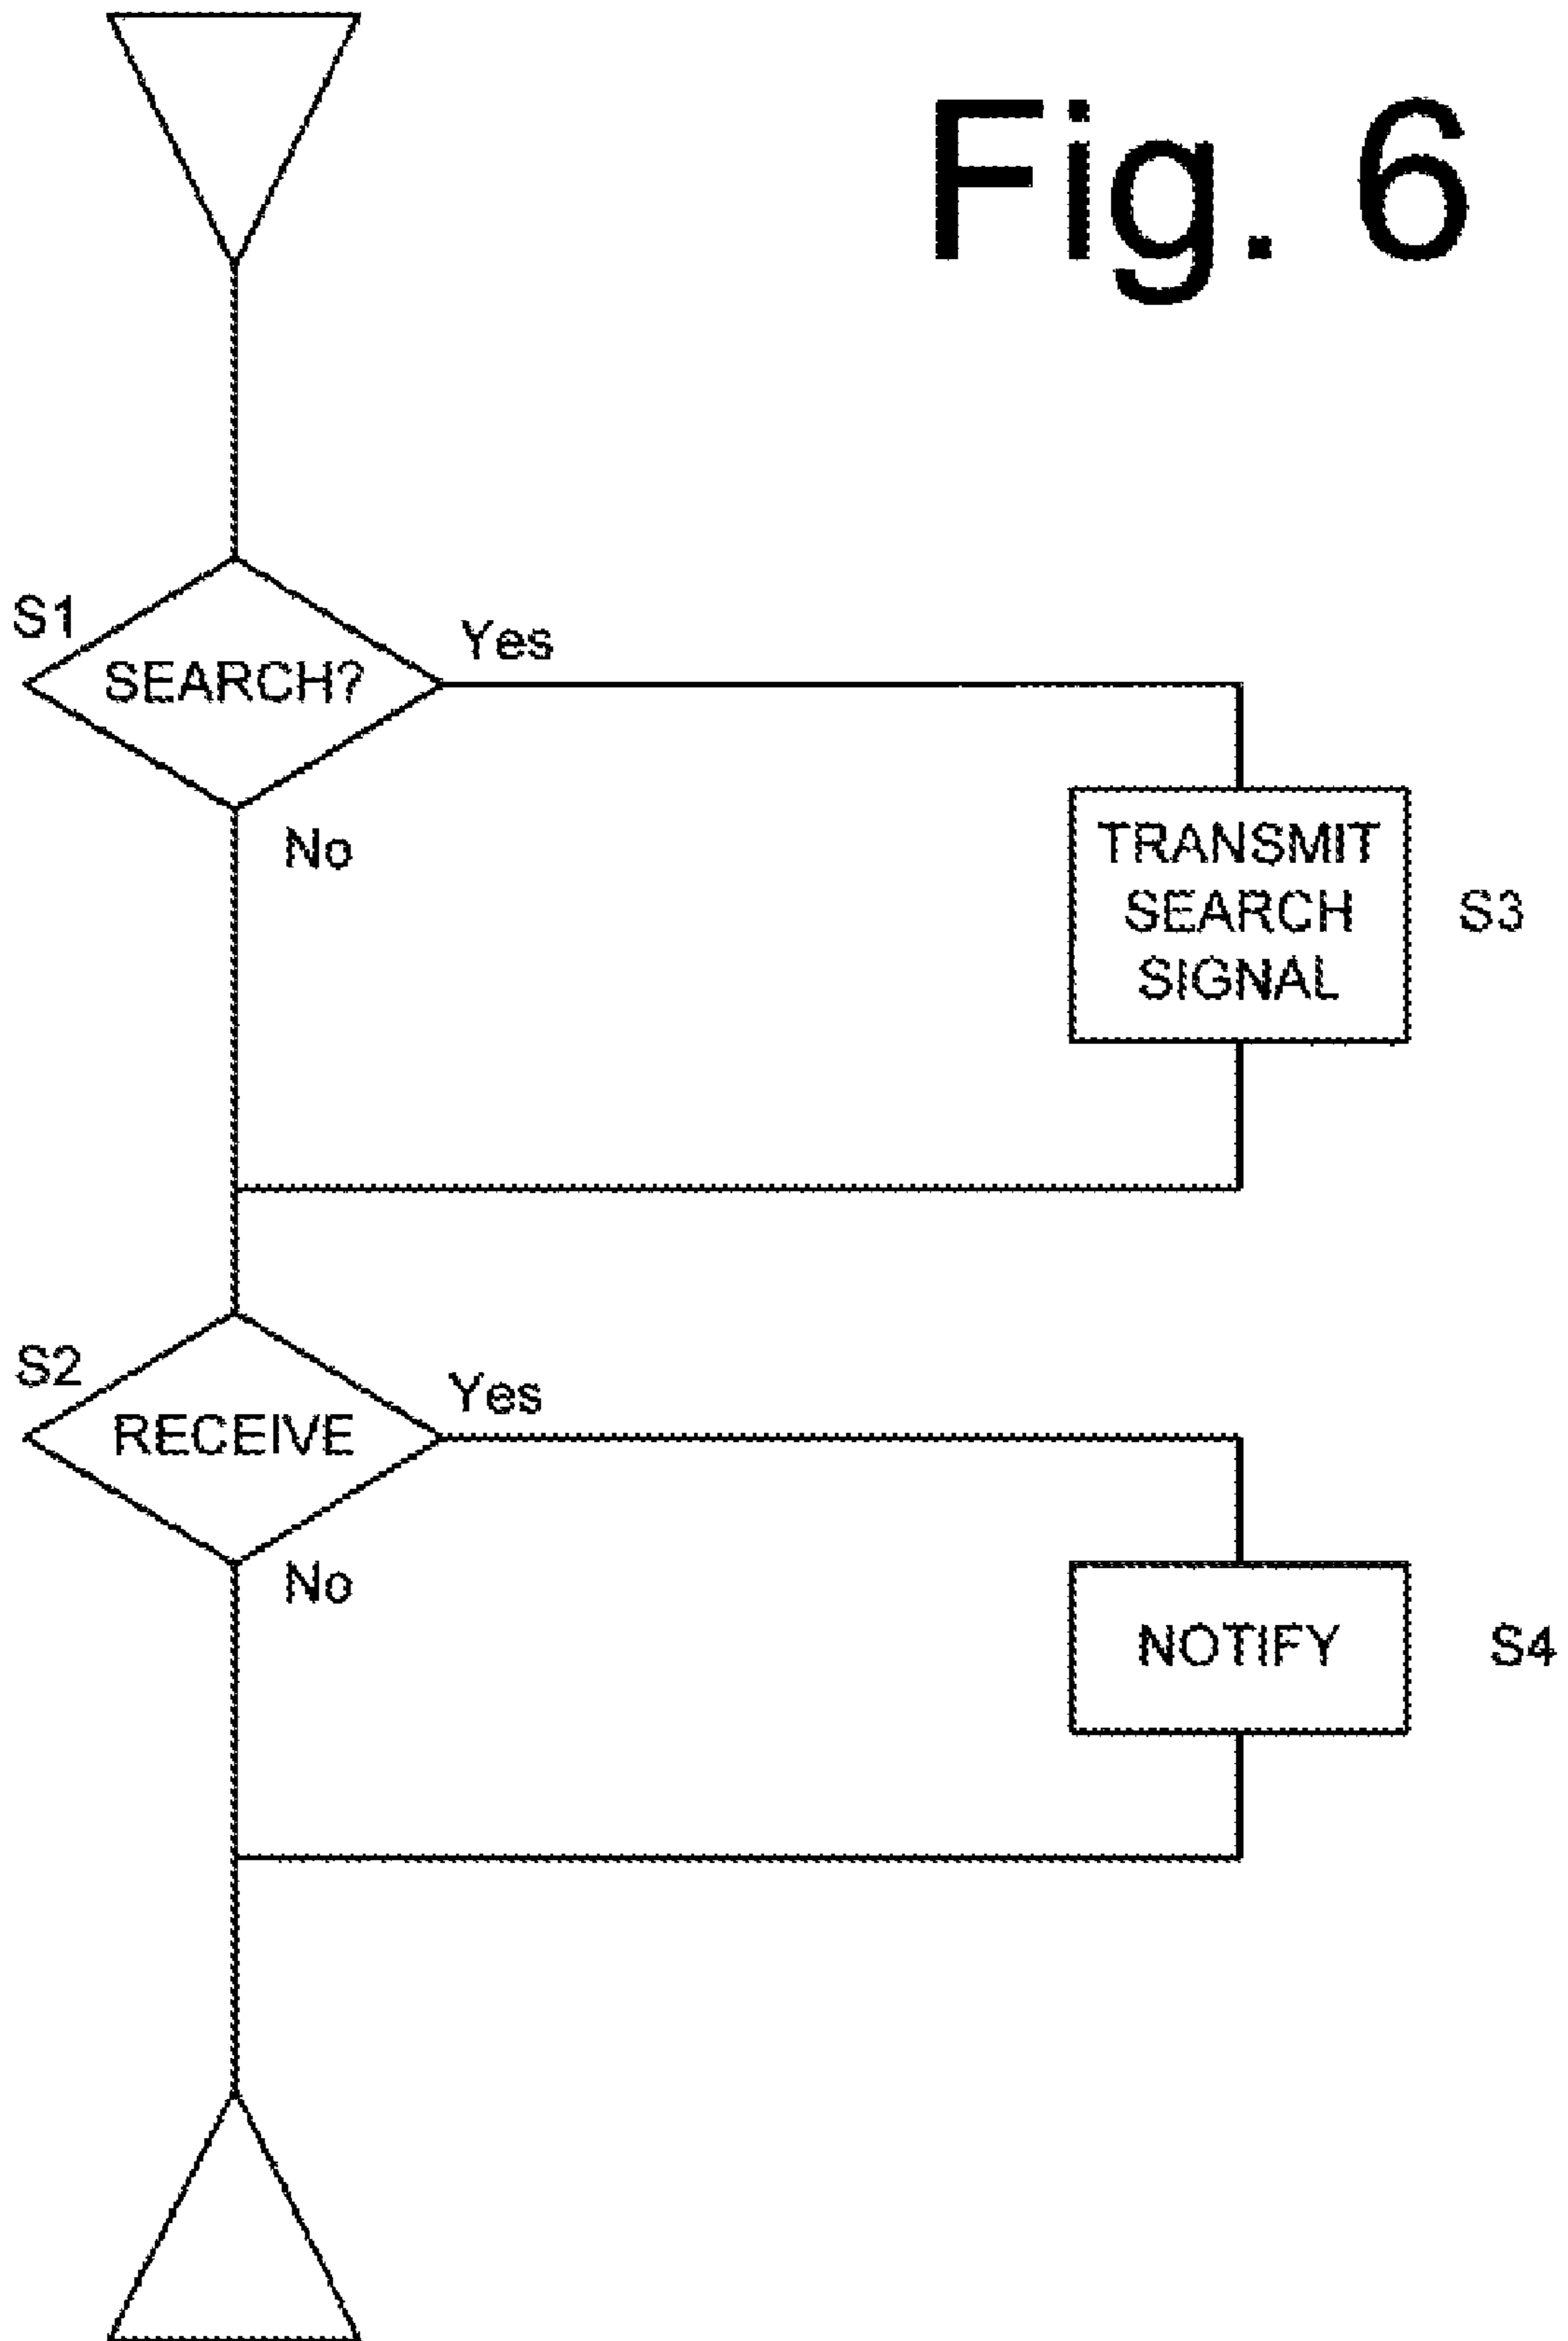 Fig. 6
S1
SEARCH?
Yes
No
TRANSMIT
SEARCH
SIGNAL
S3
S2
RECEIVE
Yes
No
NOTIFY
S4